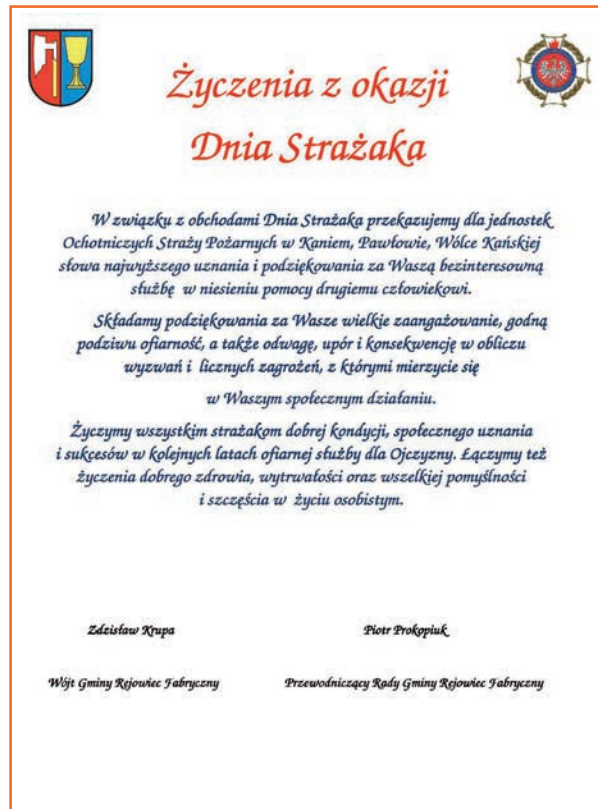 Życzenia z okazji
Dnia Strażaka
W związku z obchodami Dnia Strażaka przekazujemy dla jednostek
Ochotniczych Straży Pożarnych w Kaniem, Pawłowie, Wólce Kańskiej
słowa najwyższego uznania i podziękowania za Waszą bezinteresowną
służbę w niesieniu pomocy drugiemu człowiekowi.
Składamy podziękowania za Wasze wielkie zaangażowanie, godną
podziwu ofiarność, a także odwagę, upór i konsekwencję w obliczu
wyzwań i licznych zagrożeń, z którymi mierzycie się
w Waszym społecznym działaniu.
Życzymy wszystkim strażakom dobrej kondycji, społecznego uznania
i sukcesów w kolejnych latach ofiarnej służby dla Ojczyzny. Łączymy też
życzenia dobrego zdrowia, wytrwałości oraz wszelkiej pomyślności
i szczęścia w życiu osobistym.
Zdzisław Krupa Piotr Prokopiuk
Wójt Gminy Rejowiec Fabryczny Przewodniczący Rady Gminy Rejowiec Fabryczny